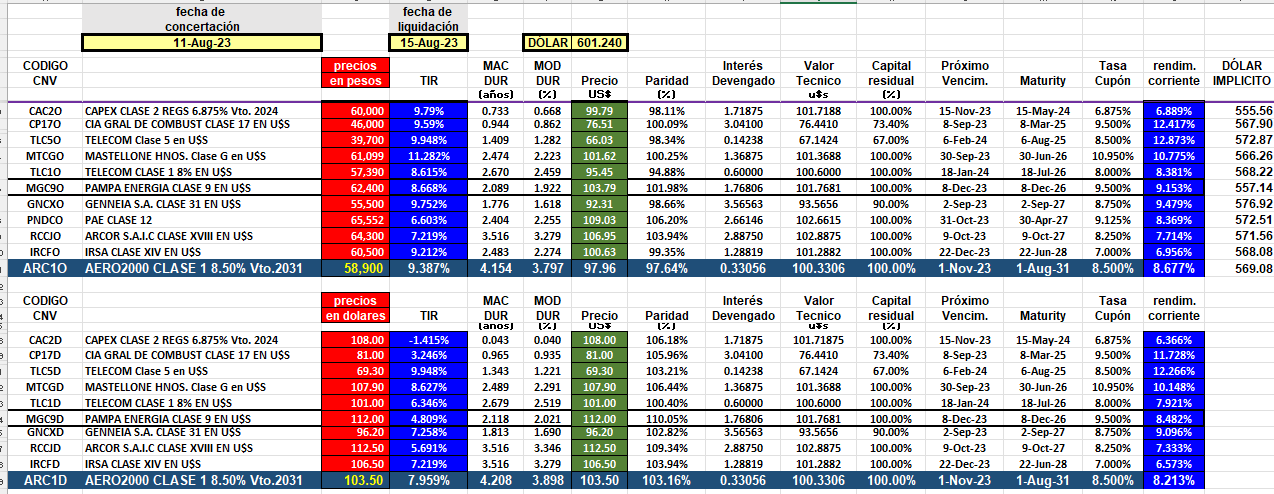 fecha de fecha de
concertación liquidación
11-Aug-23 15-Aug-23 DÓLAR 601.240
CODIGO precios MAC MOD Interés Valor Capital Próximo Tasa rendim. DÓLAR
CNV en pesos TIR DUR DUR Precio Paridad Devengado Tecnico residual Vencim. Maturity Cupón corriente IMPLICITO
(años) (%) US$ (%) u$s (%)
CAC2O CAPEX CLASE 2 REGS 6.875% Vto. 2024 60,000 9.79% 0.733 0.668 99.79 98.11% 1.71875 101.7188 100.00% 15-Nov-23 15-May-24 6.875% 6.889% 555.56
CP17O CIA GRAL DE COMBUST CLASE 17 EN U$S 46,000 9.59% 0.944 0.862 76.51 100.09% 3.04100 76.4410 73.40% 8-Sep-23 8-Mar-25 9.500% 12.417% 567.90
TLC5O TELECOM Clase 5 en U$S 39,700 9.948% 1.409 1.282 66.03 98.34% 0.14238 67.1424 67.00% 6-Feb-24 6-Aug-25 8.500% 12.873% 572.87
MTCGO MASTELLONE HNOS. Clase G en U$S 61,099 11.282% 2.474 2.223 101.62 100.25% 1.36875 101.3688 100.00% 30-Sep-23 30-Jun-26 10.950% 10.775% 566.26
TLC1O TELECOM CLASE 1 8% EN U$S 57,390 8.615% 2.670 2.459 95.45 94.88% 0.60000 100.6000 100.00% 18-Jan-24 18-Jul-26 8.000% 8.381% 568.22
MGC9O PAMPA ENERGIA CLASE 9 EN U$S 62,400 8.668% 2.089 1.922 103.79 101.98% 1.76806 101.7681 100.00% 8-Dec-23 8-Dec-26 9.500% 9.153% 557.14
GNCXO GENNEIA S.A. CLASE 31 EN U$S 55,500 9.752% 1.776 1.618 92.31 98.66% 3.56563 93.5656 90.00% 2-Sep-23 2-Sep-27 8.750% 9.479% 576.92
PNDCO PAE CLASE 12 65,552 6.603% 2.404 2.255 109.03 106.20% 2.66146 102.6615 100.00% 31-Oct-23 30-Apr-27 9.125% 8.369% 572.51
RCCJO ARCOR S.A.I.C CLASE XVIII EN U$S 64,300 7.219% 3.516 3.279 106.95 103.94% 2.88750 102.8875 100.00% 9-Oct-23 9-Oct-27 8.250% 7.714% 571.56
IRCFO IRSA CLASE XIV EN U$S 60,500 9.212% 2.483 2.274 100.63 99.35% 1.28819 101.2882 100.00% 22-Dec-23 22-Jun-28 7.000% 6.956% 568.08
ARC1O AERO2000 CLASE 1 8.50% Vto.2031 58,900 9.387% 4.154 3.797 97.96 97.64% 0.33056 100.3306 100.00% 1-Nov-23 1-Aug-31 8.500% 8.677% 569.08
CODIGO precios MAC MOD Interés Valor Capital Próximo Tasa rendim.
CNV en dolares TIR DUR DUR Precio Paridad Devengado Tecnico residual Vencim. Maturity Cupón corriente
(años) (%) US$ (%) u$s (%)
CAC2D CAPEX CLASE 2 REGS 6.875% Vto. 2024 108.00 -1.415% 0.043 0.040 108.00 106.18% 1.71875 101.71875 100.00% 15-Nov-23 15-May-24 6.875% 6.366%
CP17D CIA GRAL DE COMBUST CLASE 17 EN U$S 81.00 3.246% 0.965 0.935 81.00 105.96% 3.04100 76.4410 73.40% 8-Sep-23 8-Mar-25 9.500% 11.728%
TLC5D TELECOM Clase 5 en U$S 69.30 9.948% 1.343 1.221 69.30 103.21% 0.14238 67.1424 67.00% 6-Feb-24 6-Aug-25 8.500% 12.266%
MTCGD MASTELLONE HNOS. Clase G en U$S 107.90 8.627% 2.489 2.291 107.90 106.44% 1.36875 101.3688 100.00% 30-Sep-23 30-Jun-26 10.950% 10.148%
TLC1D TELECOM CLASE 1 8% EN U$S 101.00 6.346% 2.679 2.519 101.00 100.40% 0.60000 100.6000 100.00% 18-Jan-24 18-Jul-26 8.000% 7.921%
MGC9D PAMPA ENERGIA CLASE 9 EN U$S 112.00 4.809% 2.118 2.021 112.00 110.05% 1.76806 101.7681 100.00% 8-Dec-23 8-Dec-26 9.500% 8.482%
GNCXD GENNEIA S.A. CLASE 31 EN U$S 96.20 7.258% 1.813 1.690 96.20 102.82% 3.56563 93.5656 90.00% 2-Sep-23 2-Sep-27 8.750% 9.096%
RCCJD ARCOR S.A.I.C CLASE XVIII EN U$S 112.50 5.691% 3.516 3.346 112.50 109.34% 2.88750 102.8875 100.00% 9-Oct-23 9-Oct-27 8.250% 7.333%
IRCFD IRSA CLASE XIV EN U$S 106.50 7.219% 3.516 3.279 106.50 103.94% 1.28819 101.2882 100.00% 22-Dec-23 22-Jun-28 7.000% 6.573%
ARC1D AERO2000 CLASE 1 8.50% Vto.2031 103.50 7.959% 4.208 3.898 103.50 103.16% 0.33056 100.3306 100.00% 1-Nov-23 1-Aug-31 8.500% 8.213%